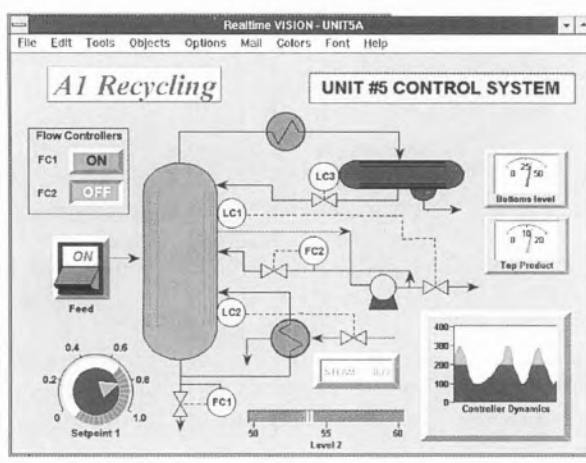 Realtime VISION - UNIT5A
File Edit Tools Objects Options Mail Colors Font Help
A1 Recycling
UNIT #5 CONTROL SYSTEM
Flow Controllers
FC1 ON
FC2 OFF
LC3
0 25 50
Bottoms level
LC1
FC2
0 10 20
Top Product
ON
Feed
LC2
400
300
200
100
0
Controller Dynamics
STEAM
0 0.2 0.4 0.6 0.8 1.0
Setpoint 1
FC1
50 55 60
Level 2